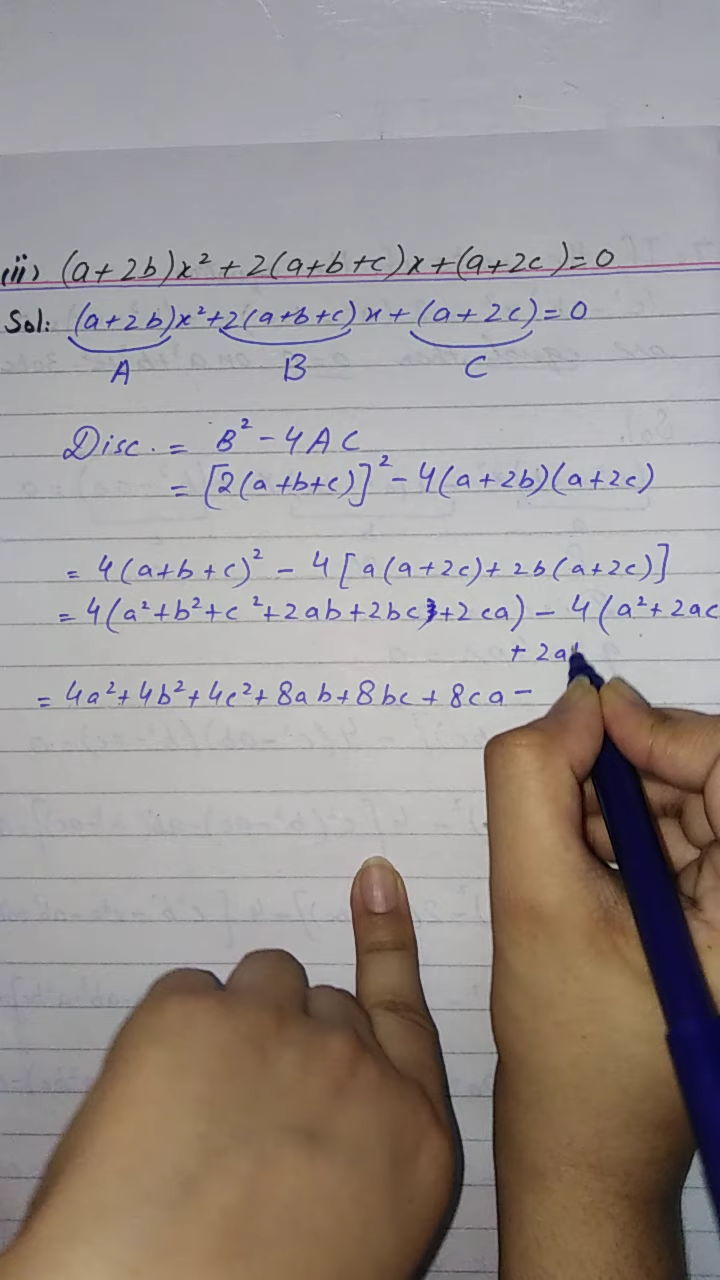 (ii) (a+2b)x² + 2(a+b+c)x+(a+2c)=0
Sol: (a+2b)x²+2(a+b+c)x+(a+2c)=0
A B C
Disc. = B² - 4AC
= [2(a+b+c)]² - 4(a+2b)(a+2c)
= 4(a+b+c)² - 4[a(a+2c)+2b(a+2c)]
= 4(a²+b²+c²+2ab+2bc+2ca) - 4(a²+2ac
+ 2a
= 4a²+4b²+4c²+8ab+8bc+8ca-